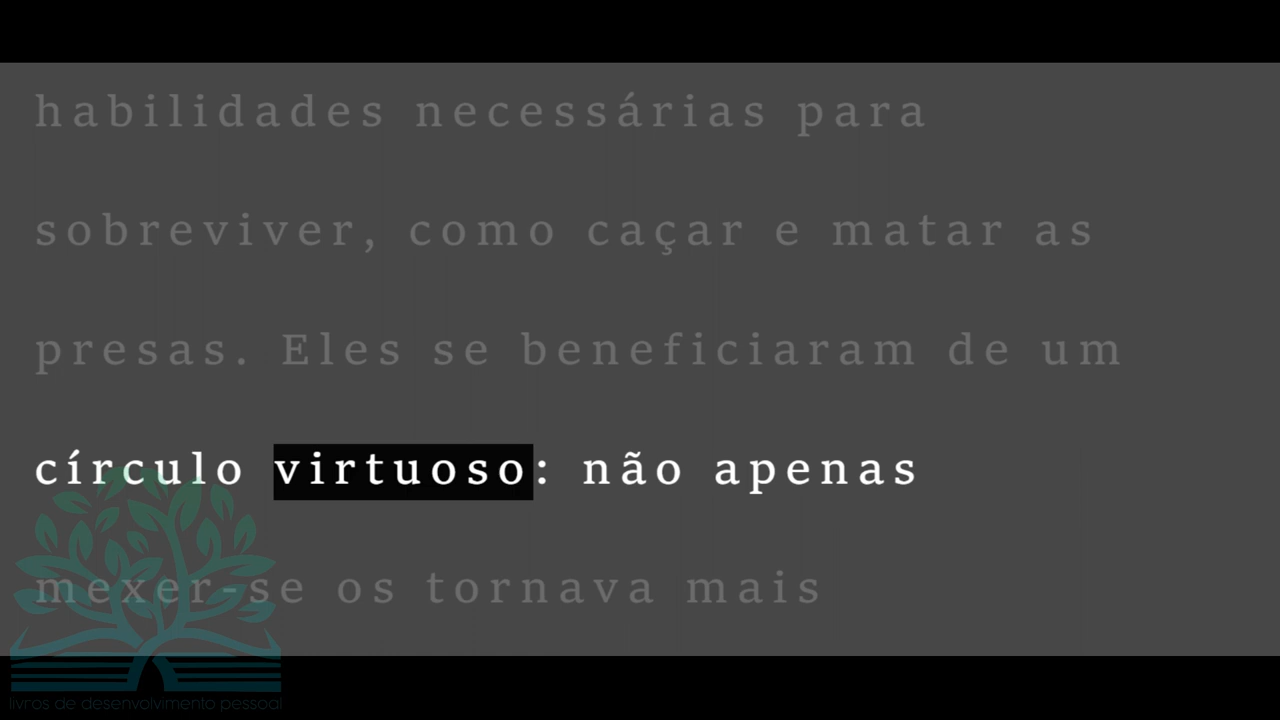 habilidades necessárias para
sobreviver, como caçar e matar as
presas. Eles se beneficiaram de um
círculo virtuoso: não apenas
mexer-se os tornava mais
livros de desenvolvimento pessoal